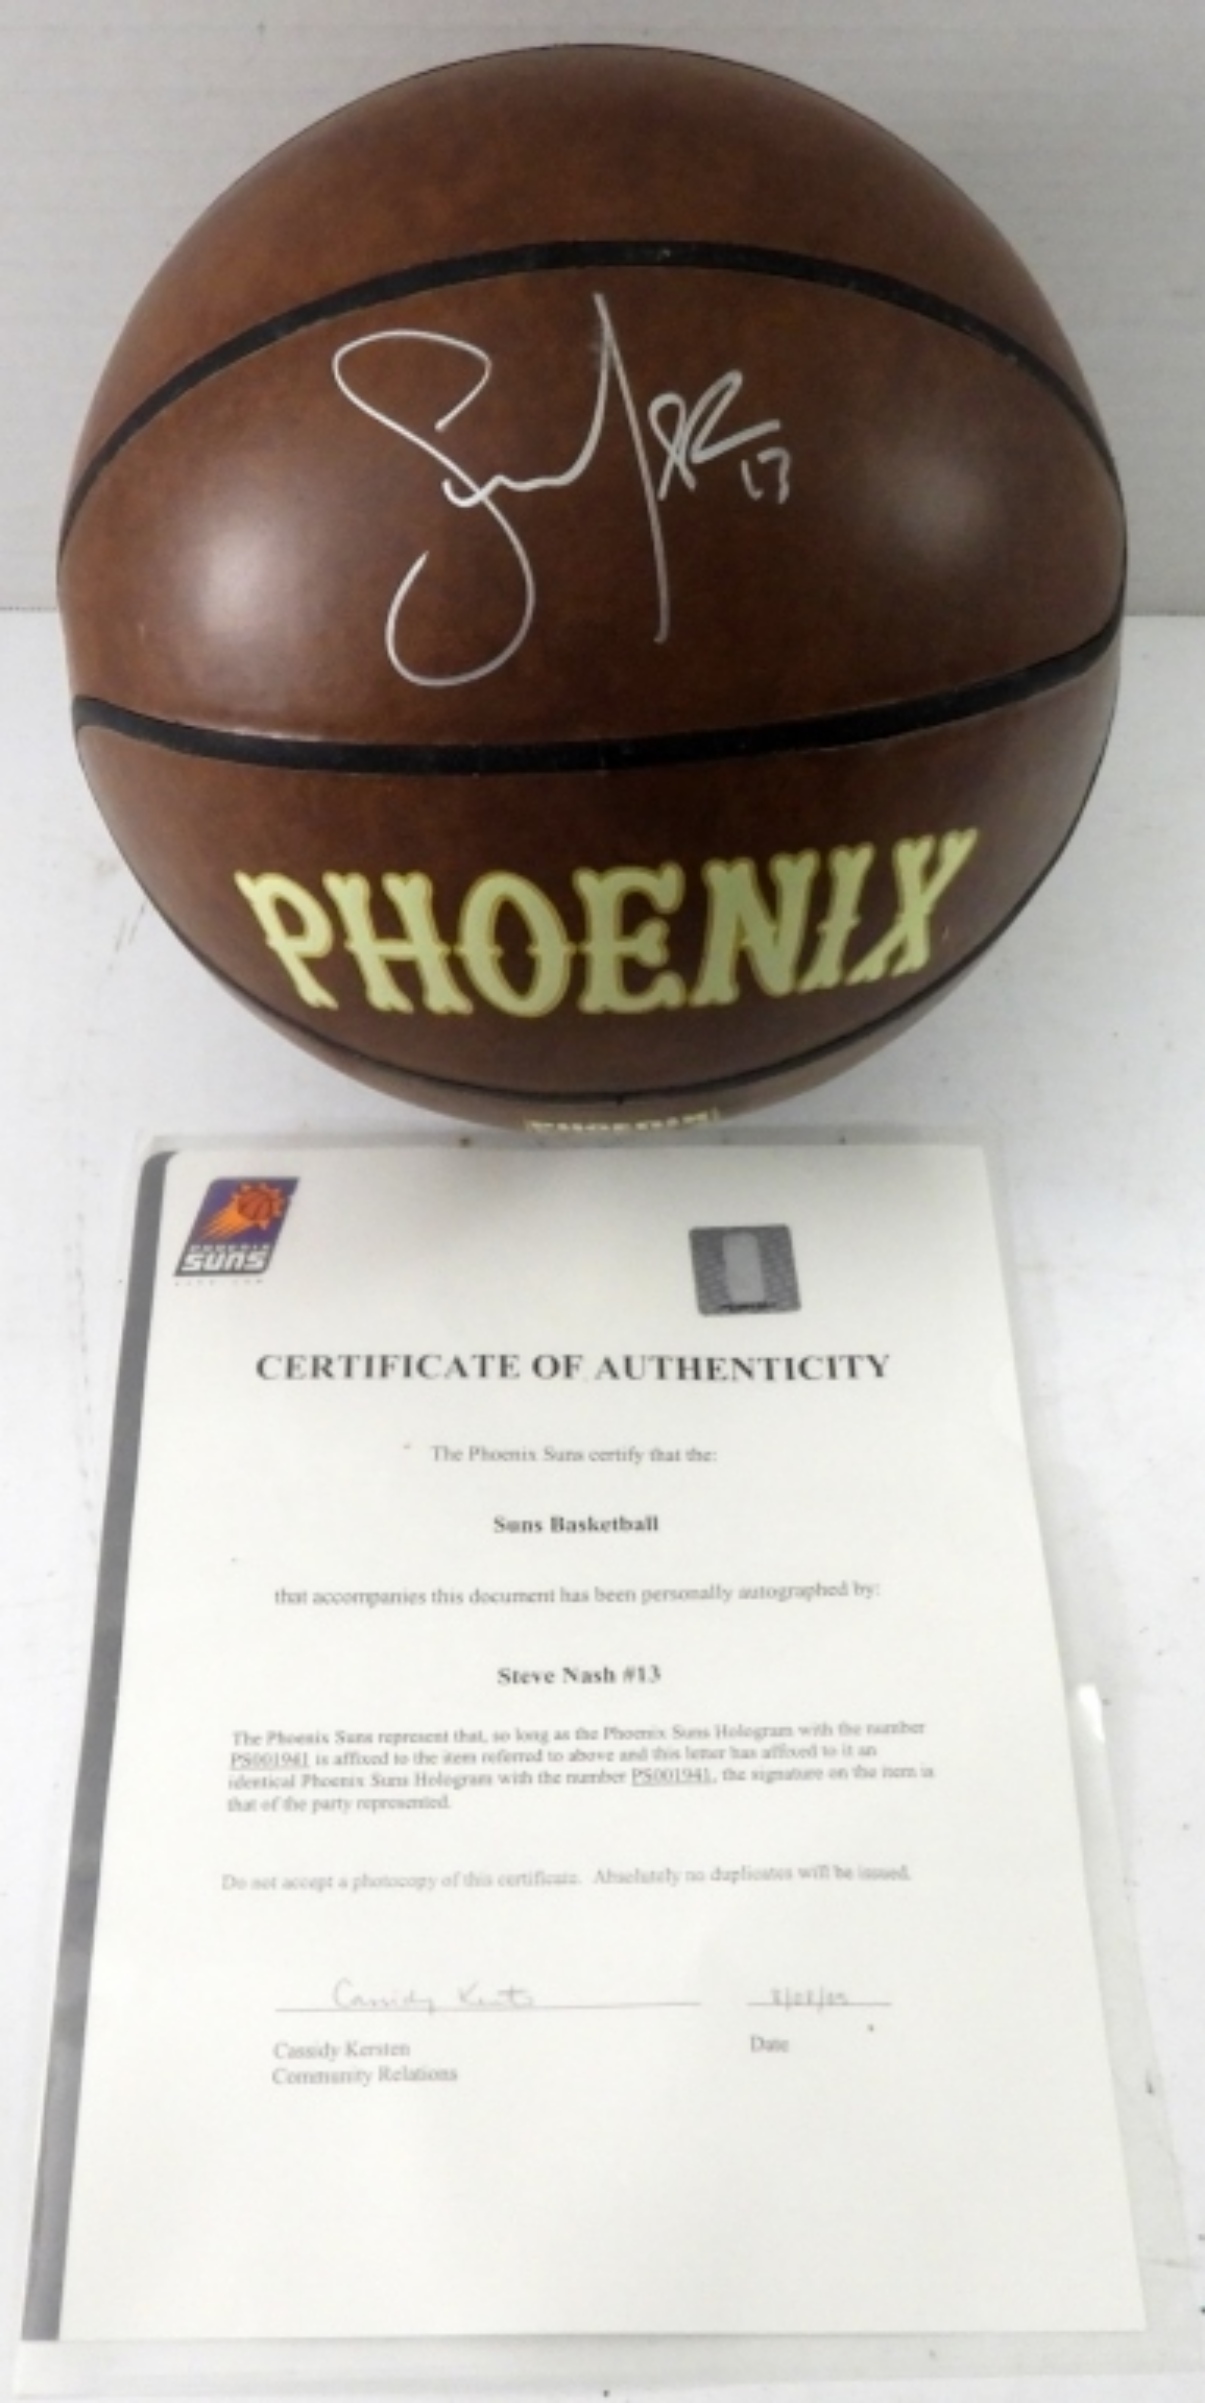 13
PHOENIX
PHOENIX
SUNS
CERTIFICATE OF AUTHENTICITY
The Phoenix Suns certify that the:
Suns Basketball
that accompanies this document has been personally autographed by:
Steve Nash #13
The Phoenix Suns represent that, so long as the Phoenix Suns Hologram with the number
PS001941 is affixed to the item referred to above and this letter has affixed to it an
identical Phoenix Suns Hologram with the number PS001941, the signature on the item is
that of the party represented.
Do not accept a photocopy of this certificate. Absolutely no duplicates will be issued.
Cassidy Kersten
Date
Community Relations